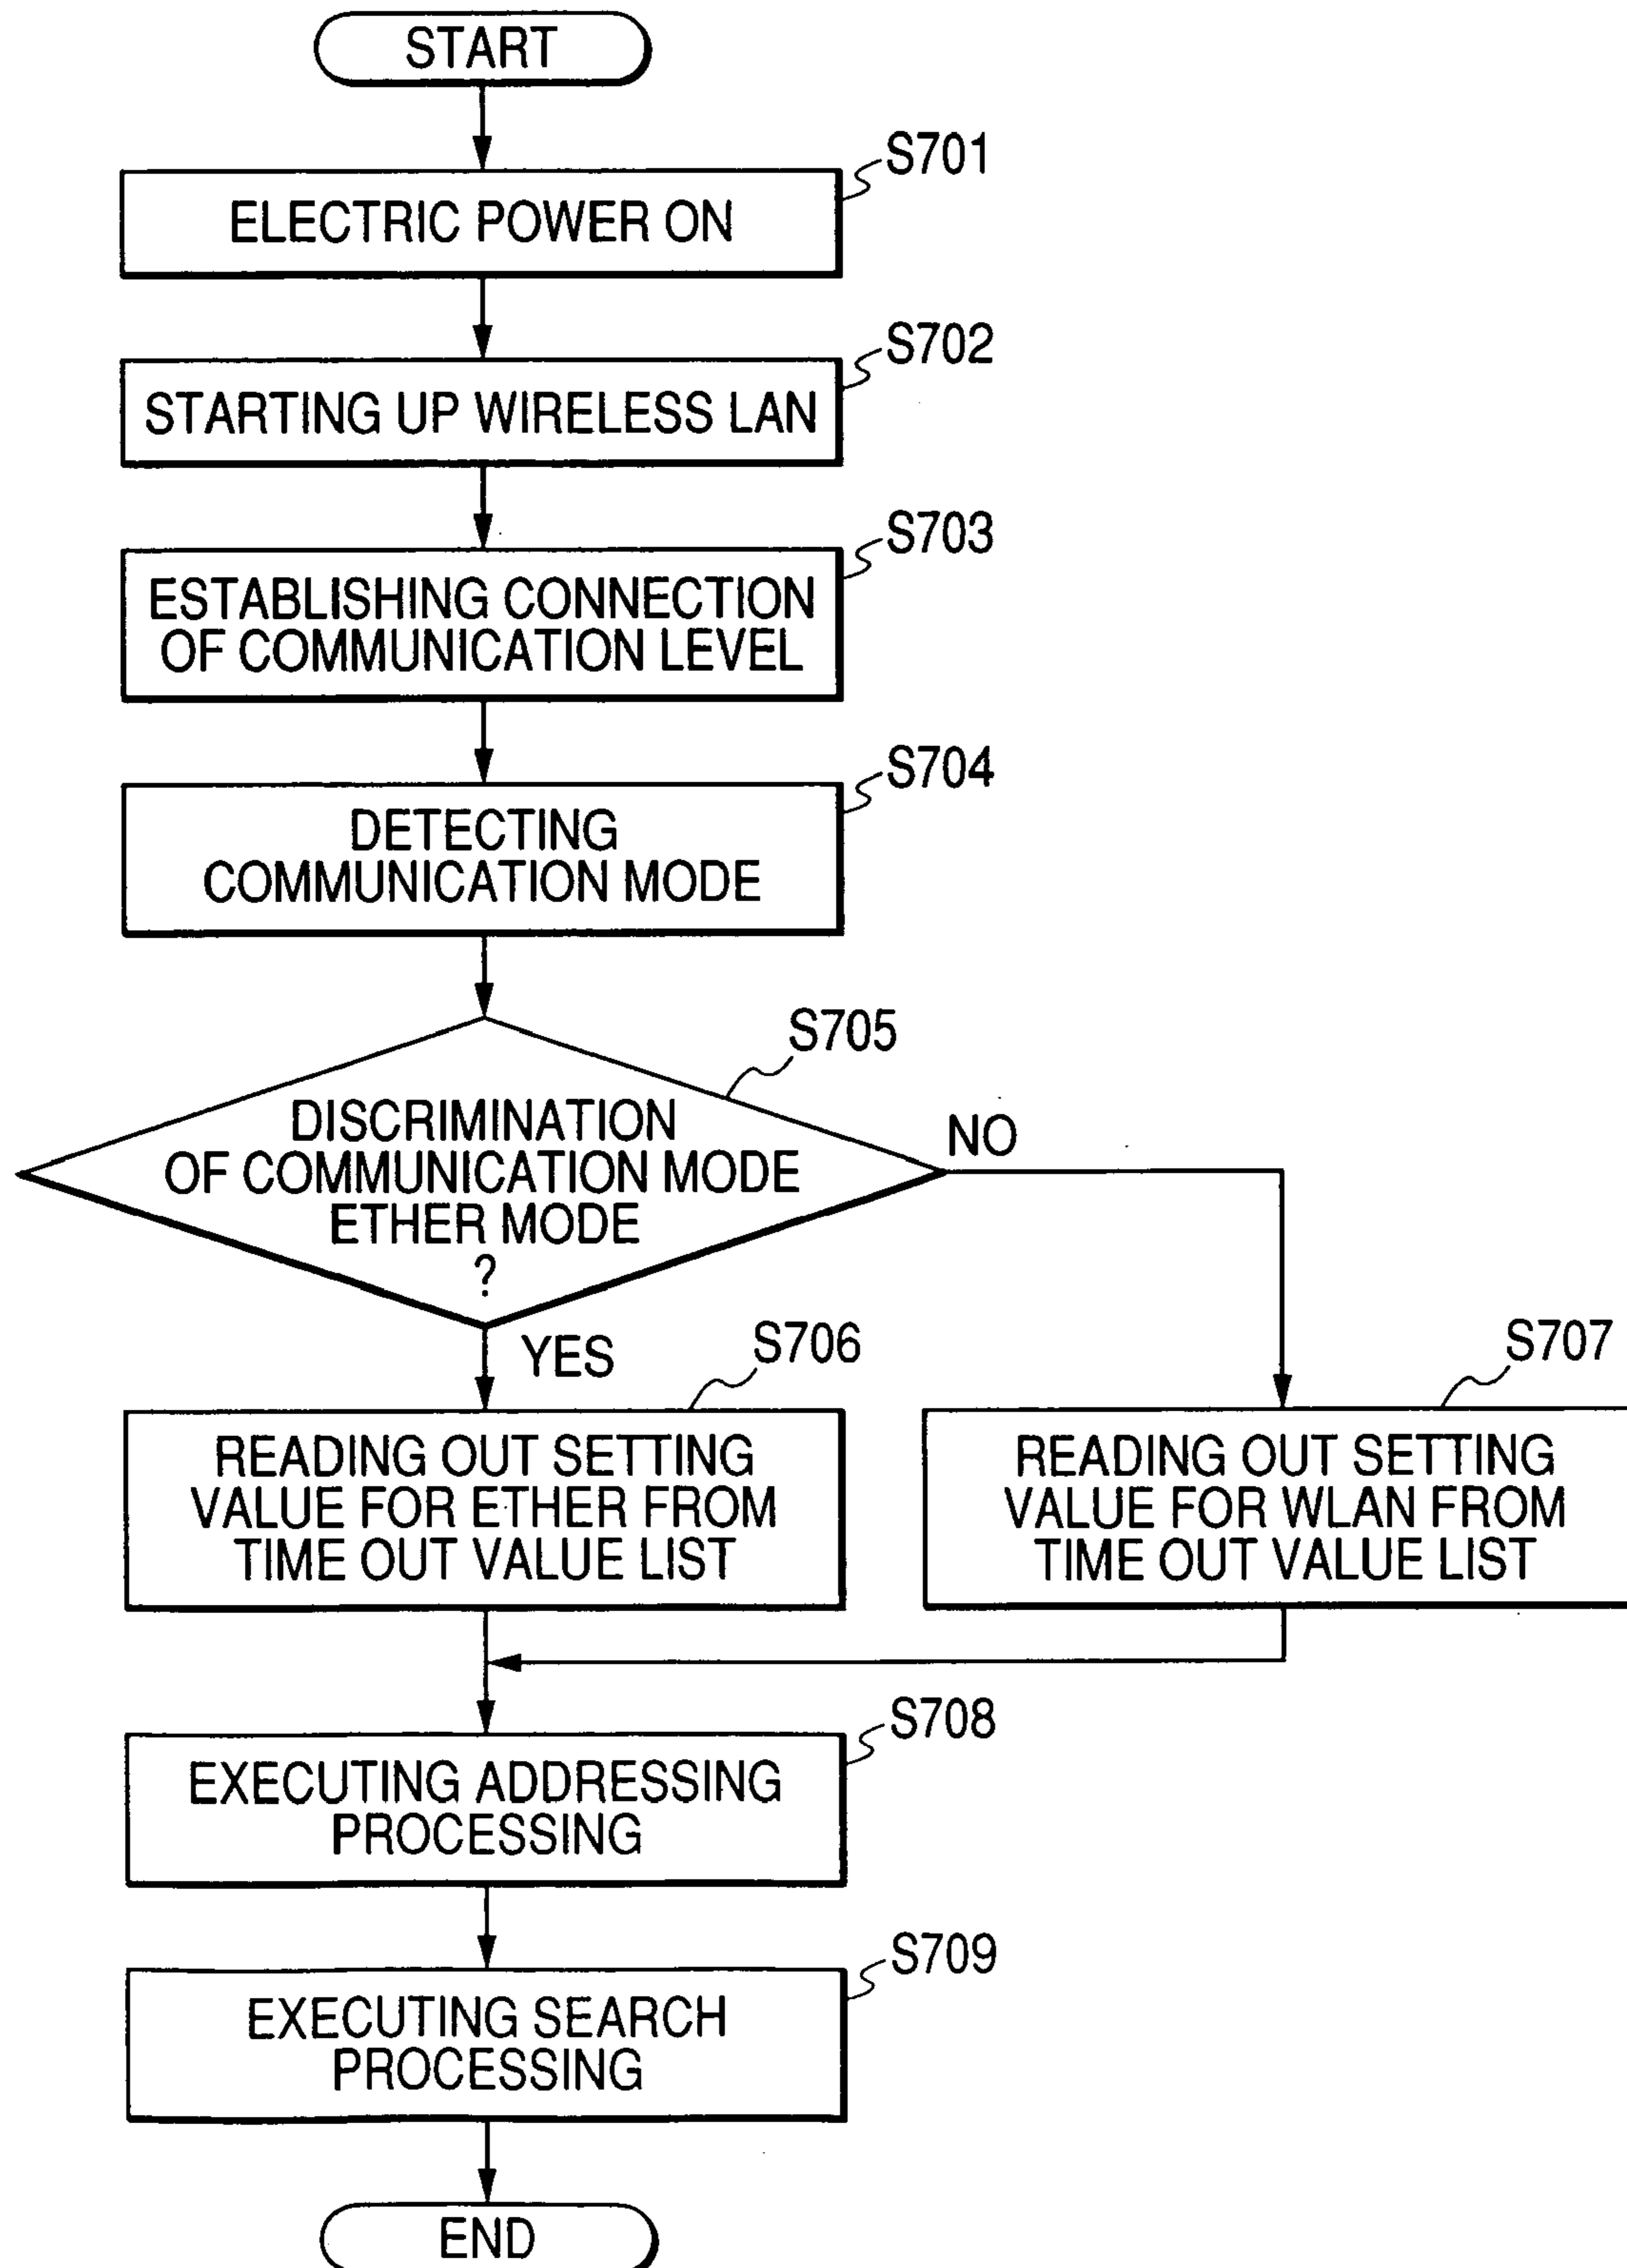 START
S701
ELECTRIC POWER ON
S702
STARTING UP WIRELESS LAN
S703
ESTABLISHING CONNECTION
OF COMMUNICATION LEVEL
S704
DETECTING
COMMUNICATION MODE
S705
DISCRIMINATION
OF COMMUNICATION MODE
ETHER MODE
?
NO
YES
S706
READING OUT SETTING
VALUE FOR ETHER FROM
TIME OUT VALUE LIST
S707
READING OUT SETTING
VALUE FOR WLAN FROM
TIME OUT VALUE LIST
S708
EXECUTING ADDRESSING
PROCESSING
S709
EXECUTING SEARCH
PROCESSING
END